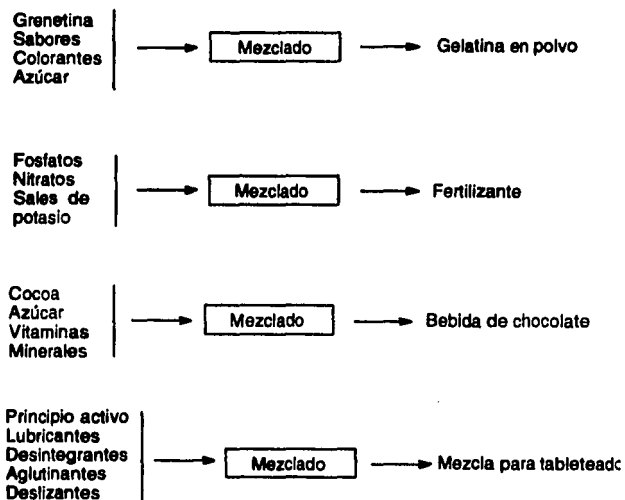 Grenetina
Sabores
Colorantes
Azúcar
Mezclado
Gelatina en polvo
Fosfatos
Nitratos
Sales de
potasio
Mezclado
Fertilizante
Cocoa
Azúcar
Vitaminas
Minerales
Mezclado
Bebida de chocolate
Principio activo
Lubricantes
Desintegrantes
Aglutinantes
Deslizantes
Mezclado
Mezcla para tableteado